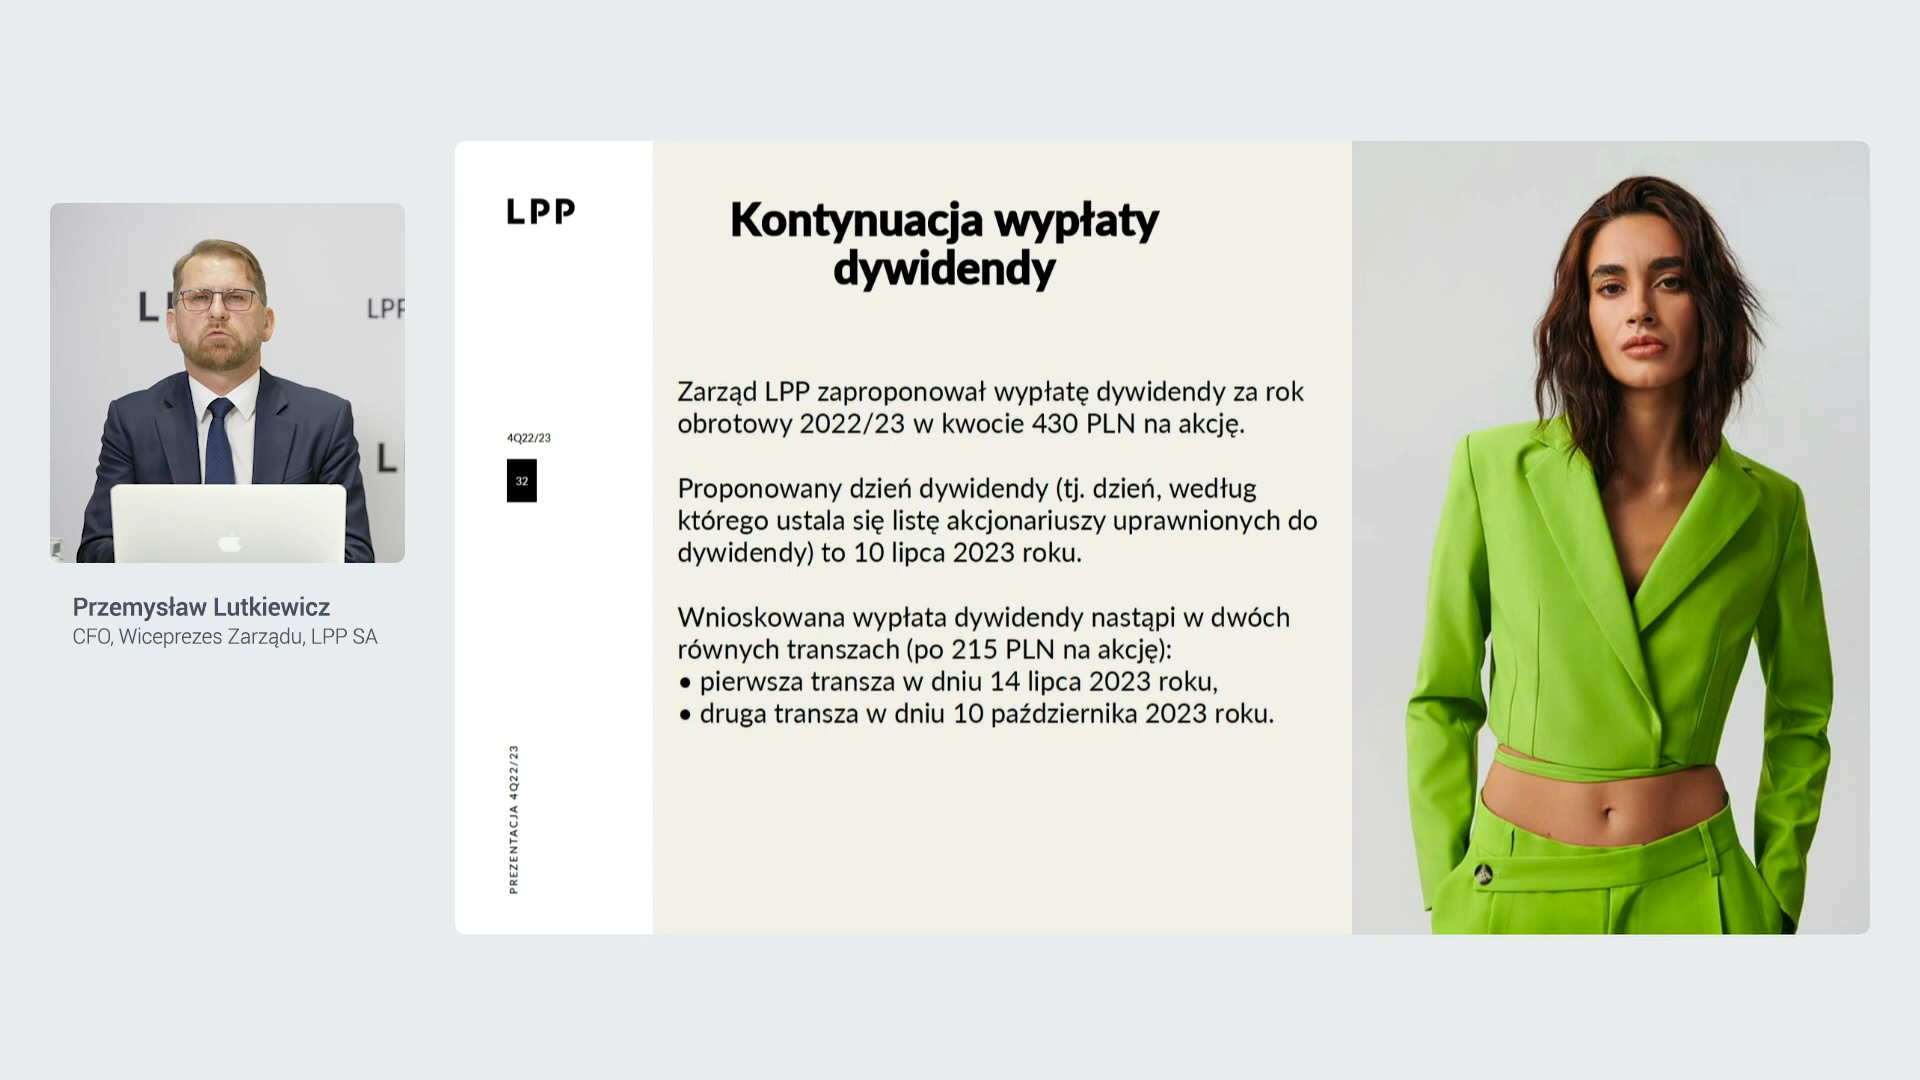 L
LPP
L
Przemysław Lutkiewicz
CFO, Wiceprezes Zarządu, LPP SA
LPP
4Q22/23
32
PREZENTACJA 4Q22/23
Kontynuacja wypłaty
dywidendy
Zarząd LPP zaproponował wypłatę dywidendy za rok
obrotowy 2022/23 w kwocie 430 PLN na akcję.
Proponowany dzień dywidendy (tj. dzień, według
którego ustala się listę akcjonariuszy uprawnionych do
dywidendy) to 10 lipca 2023 roku.
Wnioskowana wypłata dywidendy nastąpi w dwóch
równych transzach (po 215 PLN na akcję):
• pierwsza transza w dniu 14 lipca 2023 roku,
• druga transza w dniu 10 października 2023 roku.